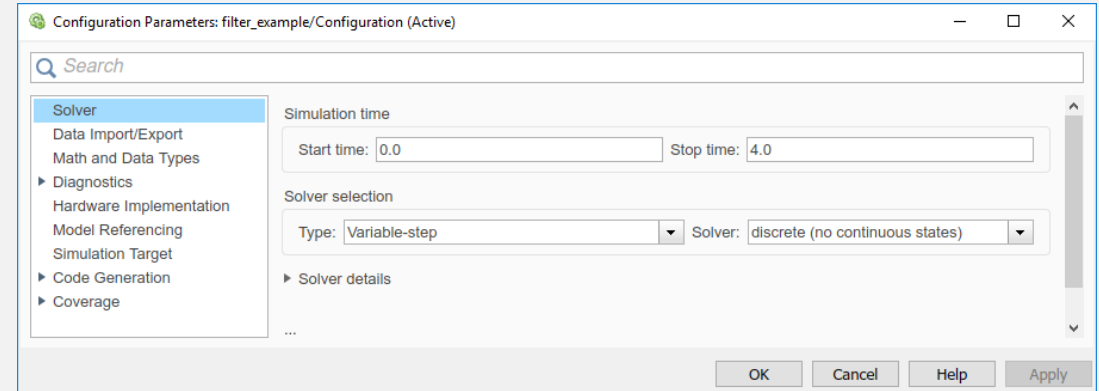 Configuration Parameters: filter_example/Configuration (Active)
Search
Solver
Data Import/Export
Math and Data Types
Diagnostics
Hardware Implementation
Model Referencing
Simulation Target
Code Generation
Coverage
Simulation time
Start time: 0.0 Stop time: 4.0
Solver selection
Type: Variable-step Solver: discrete (no continuous states)
Solver details
...
OK Cancel Help Apply